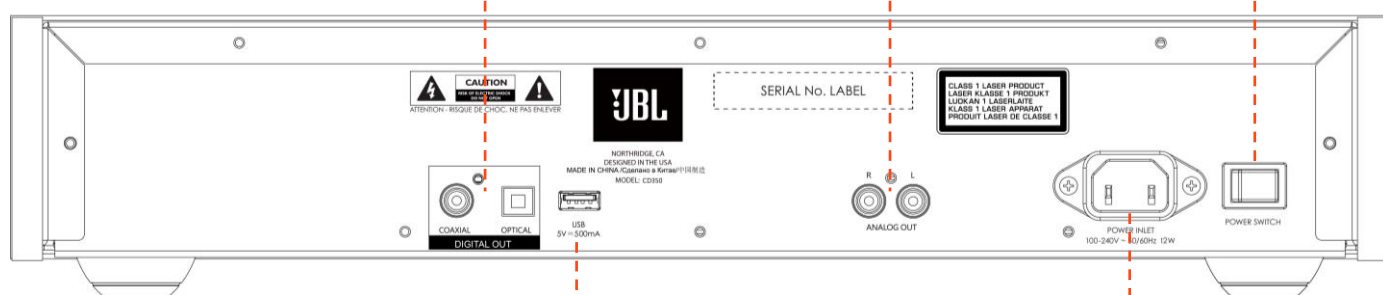 CAUTION
RISK OF ELECTRIC SHOCK
DO NOT OPEN
ATTENTION - RISQUE DE CHOC. NE PAS ENLEVER
JBL
NORTHRIDGE, CA
DESIGNED IN THE USA
MADE IN CHINA/Сделано в Китае/中国制造
MODEL: CD350
SERIAL No. LABEL
CLASS 1 LASER PRODUCT
LASER KLASSE 1 PRODUKT
LUOKAN 1 LASERLAITE
KLASS 1 LASER APPARAT
PRODUIT LASER DE CLASSE 1
COAXIAL
OPTICAL
DIGITAL OUT
USB
5V⎓500mA
R
L
ANALOG OUT
POWER INLET
100-240V ~ 50/60Hz 12W
POWER SWITCH